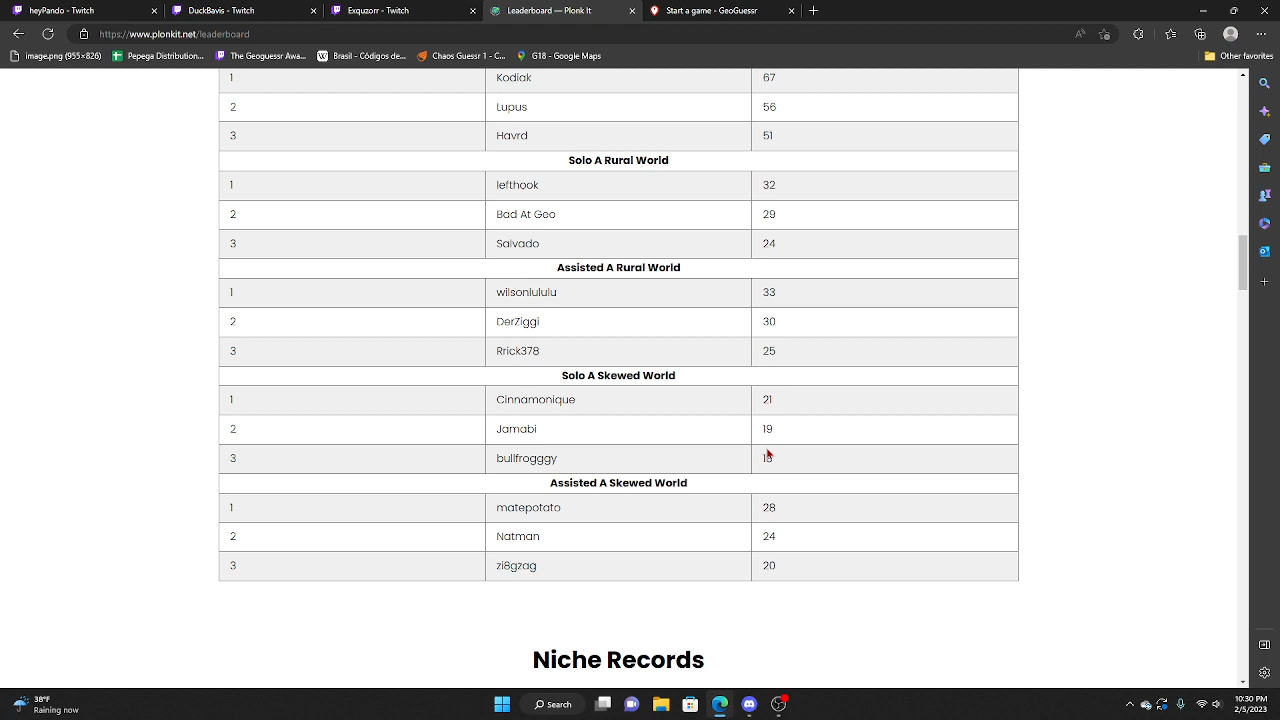 heyPando - Twitch
DuckBavis - Twitch
Exquzorr - Twitch
Leaderboard — Plonk It
Start a game - GeoGuessr
https://www.plonkit.net/leaderboard
image.png (955×826)
Pepega Distribution...
The Geoguessr Awa...
Brasil – Códigos de...
Chaos Guessr 1 - C...
G18 - Google Maps
Other favorites
1 Kodiak 67
2 Lupus 56
3 Havrd 51
Solo A Rural World
1 lefthook 32
2 Bad At Geo 29
3 Salvado 24
Assisted A Rural World
1 wilsonlululu 33
2 DerZiggi 30
3 Rrick378 25
Solo A Skewed World
1 Cinnamonique 21
2 Jamabi 19
3 bullfrogggy
Assisted A Skewed World
1 matepotato 28
2 Natman 24
3 zi8gzag 20
Niche Records
38°F
Raining now
Search
10:30 PM
2/5/2023